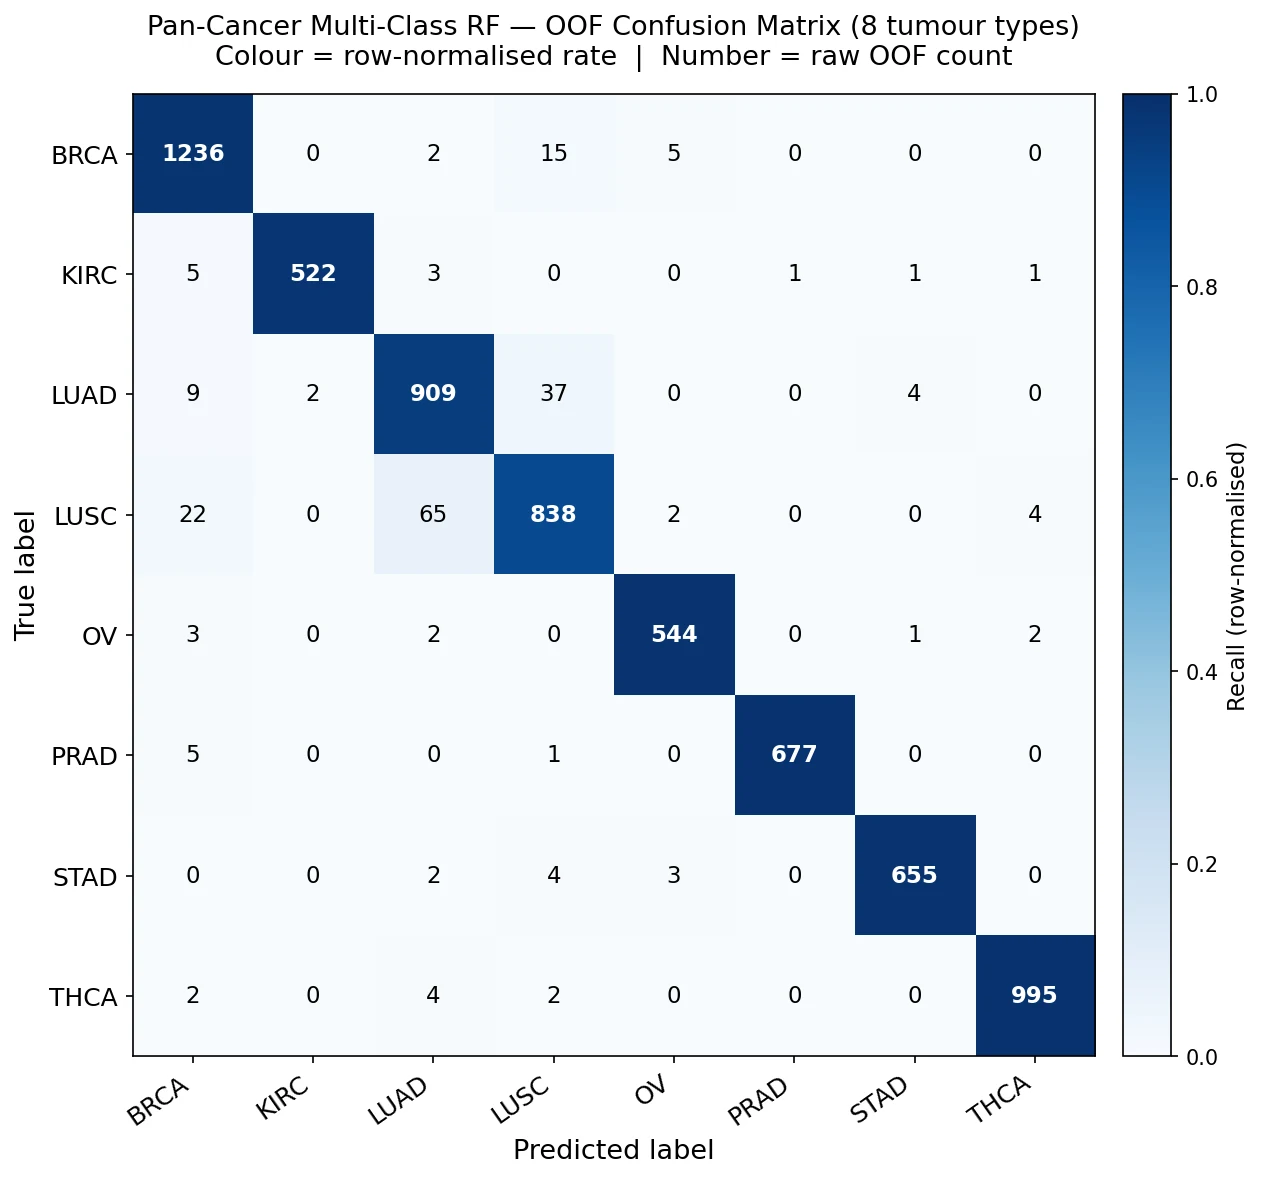 Pan-Cancer Multi-Class RF — OOF Confusion Matrix (8 tumour types)
Colour = row-normalised rate | Number = raw OOF count
BRCA 1236 0 2 15 5 0 0 0
KIRC 5 522 3 0 0 1 1 1
LUAD 9 2 909 37 0 0 4 0
LUSC 22 0 65 838 2 0 0 4
OV 3 0 2 0 544 0 1 2
PRAD 5 0 0 1 0 677 0 0
STAD 0 0 2 4 3 0 655 0
THCA 2 0 4 2 0 0 0 995
BRCA KIRC LUAD LUSC OV PRAD STAD THCA
Predicted label
True label
1.0
0.8
0.6
0.4
0.2
0.0
Recall (row-normalised)